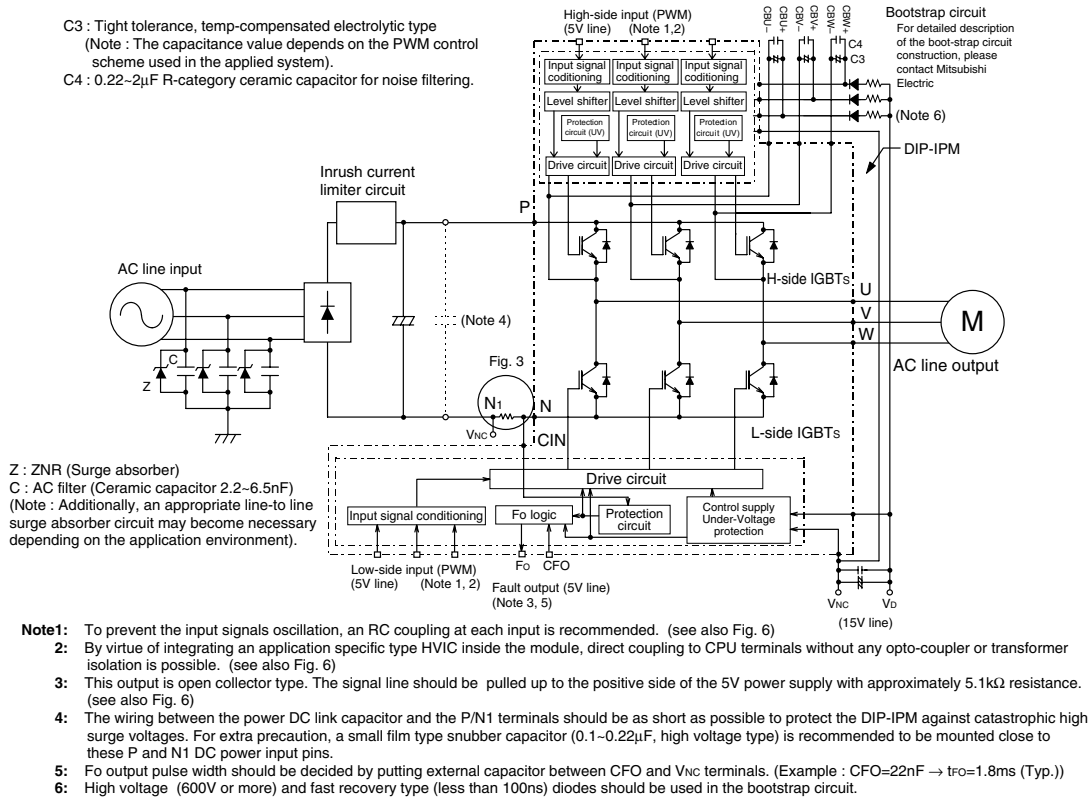 C3 : Tight tolerance, temp-compensated electrolytic type
(Note : The capacitance value depends on the PWM control
scheme used in the applied system).
C4 : 0.22~2μF R-category ceramic capacitor for noise filtering.
High-side input (PWM)
(5V line) (Note 1,2)
CBU–
CBU+
CBV–
CBV+
CBW–
CBW+
C4
C3
Bootstrap circuit
For detailed description
of the boot-strap circuit
construction, please
contact Mitsubishi
Electric
(Note 6)
DIP-IPM
Input signal coditioning
Input signal conditioning
Input signal coditioning
Level shifter
Level shifter
Level shifter
Protection circuit (UV)
Protection circuit (UV)
Protection circuit (UV)
Drive circuit
Drive circuit
Drive circuit
Inrush current
limiter circuit
P
AC line input
H-side IGBTS
U
V
W
M
AC line output
(Note 4)
C
Z
Fig. 3
N1
N
VNC
CIN
L-side IGBTS
Z : ZNR (Surge absorber)
C : AC filter (Ceramic capacitor 2.2~6.5nF)
(Note : Additionally, an appropriate line-to line
surge absorber circuit may become necessary
depending on the application environment).
Drive circuit
Input signal conditioning
Fo logic
Protection
circuit
Control supply
Under-Voltage
protection
Low-side input (PWM)
(5V line) (Note 1, 2)
FO
CFO
Fault output (5V line)
(Note 3, 5)
VNC
VD
(15V line)
Note1: To prevent the input signals oscillation, an RC coupling at each input is recommended. (see also Fig. 6)
2: By virtue of integrating an application specific type HVIC inside the module, direct coupling to CPU terminals without any opto-coupler or transformer
isolation is possible. (see also Fig. 6)
3: This output is open collector type. The signal line should be pulled up to the positive side of the 5V power supply with approximately 5.1kΩ resistance.
(see also Fig. 6)
4: The wiring between the power DC link capacitor and the P/N1 terminals should be as short as possible to protect the DIP-IPM against catastrophic high
surge voltages. For extra precaution, a small film type snubber capacitor (0.1~0.22μF, high voltage type) is recommended to be mounted close to
these P and N1 DC power input pins.
5: Fo output pulse width should be decided by putting external capacitor between CFO and VNC terminals. (Example : CFO=22nF → tFO=1.8ms (Typ.))
6: High voltage (600V or more) and fast recovery type (less than 100ns) diodes should be used in the bootstrap circuit.